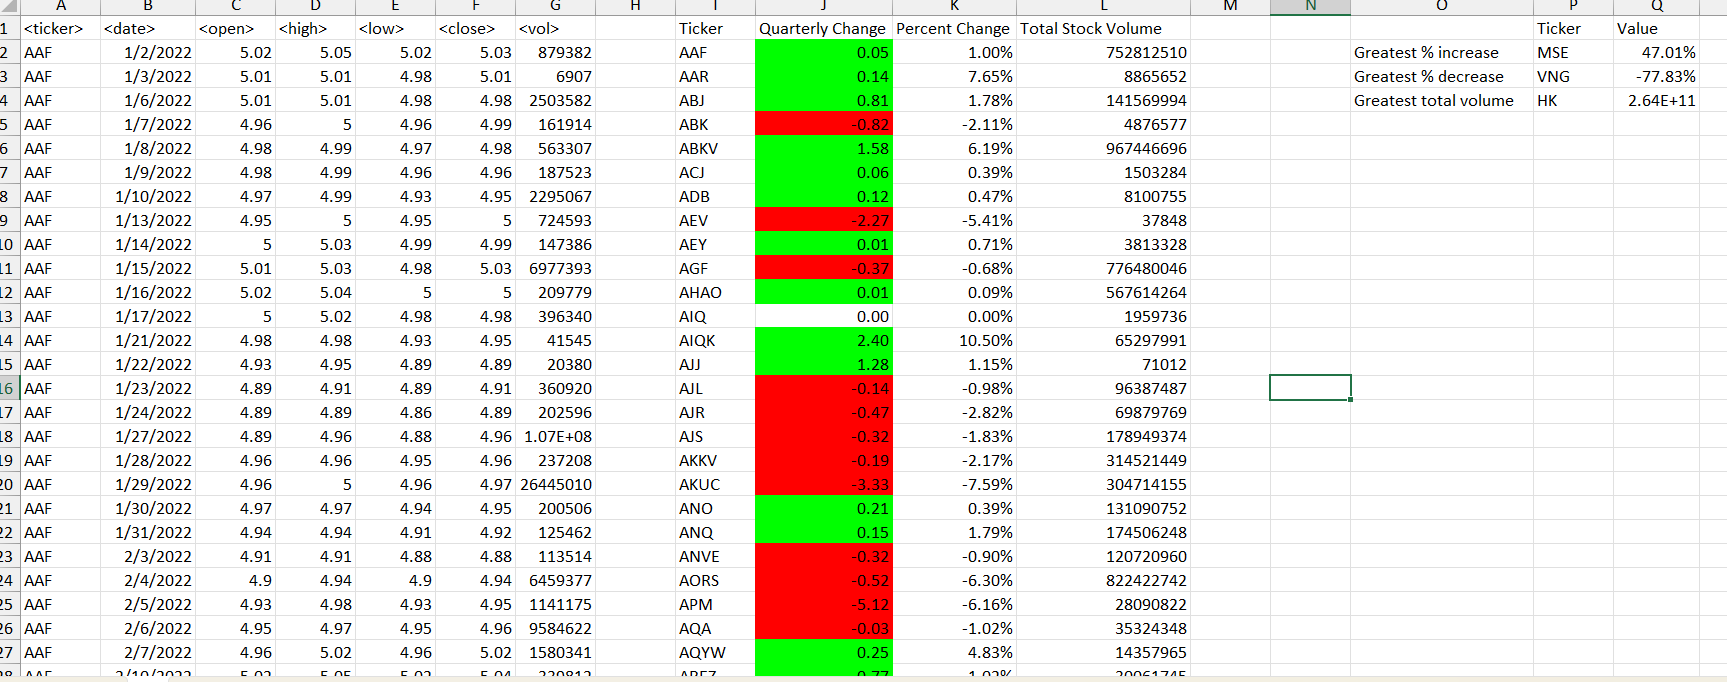 A B C D E F G H I J K L M N O P Q
1 <ticker> <date> <open> <high> <low> <close> <vol> Ticker Quarterly Change Percent Change Total Stock Volume Ticker Value
2 AAF 1/2/2022 5.02 5.05 5.02 5.03 879382 AAF 0.05 1.00% 752812510 Greatest % increase MSE 47.01%
3 AAF 1/3/2022 5.01 5.01 4.98 5.01 6907 AAR 0.14 7.65% 8865652 Greatest % decrease VNG -77.83%
4 AAF 1/6/2022 5.01 5.01 4.98 4.98 2503582 ABJ 0.81 1.78% 141569994 Greatest total volume HK 2.64E+11
5 AAF 1/7/2022 4.96 5 4.96 4.99 161914 ABK -0.82 -2.11% 4876577
6 AAF 1/8/2022 4.98 4.99 4.97 4.98 563307 ABKV 1.58 6.19% 967446696
7 AAF 1/9/2022 4.98 4.99 4.96 4.96 187523 ACJ 0.06 0.39% 1503284
8 AAF 1/10/2022 4.97 4.99 4.93 4.95 2295067 ADB 0.12 0.47% 8100755
9 AAF 1/13/2022 4.95 5 4.95 5 724593 AEV -2.27 -5.41% 37848
10 AAF 1/14/2022 5 5.03 4.99 4.99 147386 AEY 0.01 0.71% 3813328
11 AAF 1/15/2022 5.01 5.03 4.98 5.03 6977393 AGF -0.37 -0.68% 776480046
12 AAF 1/16/2022 5.02 5.04 5 5 209779 AHAO 0.01 0.09% 567614264
13 AAF 1/17/2022 5 5.02 4.98 4.98 396340 AIQ 0.00 0.00% 1959736
14 AAF 1/21/2022 4.98 4.98 4.93 4.95 41545 AIQK 2.40 10.50% 65297991
15 AAF 1/22/2022 4.93 4.95 4.89 4.89 20380 AJJ 1.28 1.15% 71012
16 AAF 1/23/2022 4.89 4.91 4.89 4.91 360920 AJL -0.14 -0.98% 96387487
17 AAF 1/24/2022 4.89 4.89 4.86 4.89 202596 AJR -0.47 -2.82% 69879769
18 AAF 1/27/2022 4.89 4.96 4.88 4.96 1.07E+08 AJS -0.32 -1.83% 178949374
19 AAF 1/28/2022 4.96 4.96 4.95 4.96 237208 AKKV -0.19 -2.17% 314521449
20 AAF 1/29/2022 4.96 5 4.96 4.97 26445010 AKUC -3.33 -7.59% 304714155
21 AAF 1/30/2022 4.97 4.97 4.94 4.95 200506 ANO 0.21 0.39% 131090752
22 AAF 1/31/2022 4.94 4.94 4.91 4.92 125462 ANQ 0.15 1.79% 174506248
23 AAF 2/3/2022 4.91 4.91 4.88 4.88 113514 ANVE -0.32 -0.90% 120720960
24 AAF 2/4/2022 4.9 4.94 4.9 4.94 6459377 AORS -0.52 -6.30% 822422742
25 AAF 2/5/2022 4.93 4.98 4.93 4.95 1141175 APM -5.12 -6.16% 28090822
26 AAF 2/6/2022 4.95 4.97 4.95 4.96 9584622 AQA -0.03 -1.02% 35324348
27 AAF 2/7/2022 4.96 5.02 4.96 5.02 1580341 AQYW 0.25 4.83% 14357965